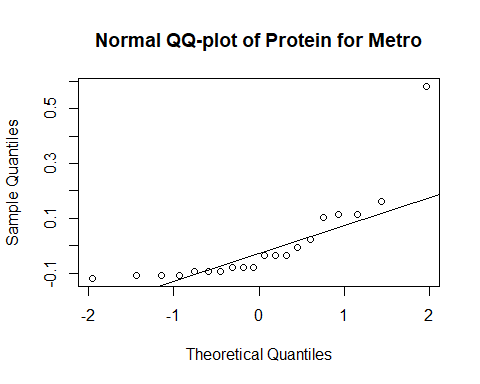 Normal QQ-plot of Protein for Metro
Sample Quantiles
0.5
0.3
0.1
-0.1
-2 -1 0 1 2
Theoretical Quantiles